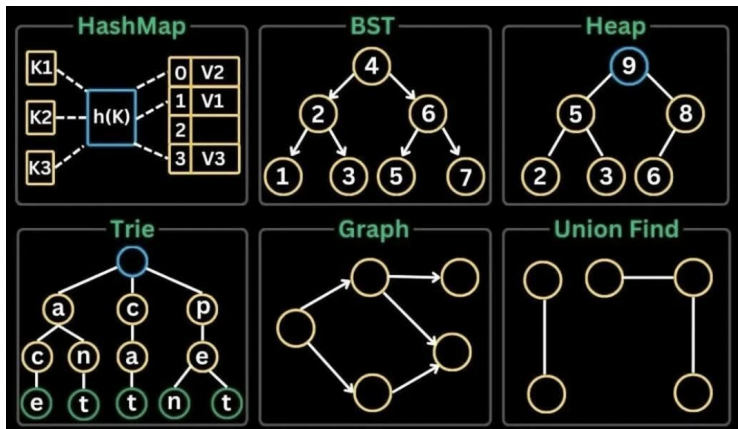 HashMap
K1
K2
K3
h(K)
0 V2
1 V1
2
3 V3
BST
4
2 6
1 3 5 7
Heap
9
5 8
2 3 6
Trie
a c p
c n a e
e t t n t
Graph
Union Find